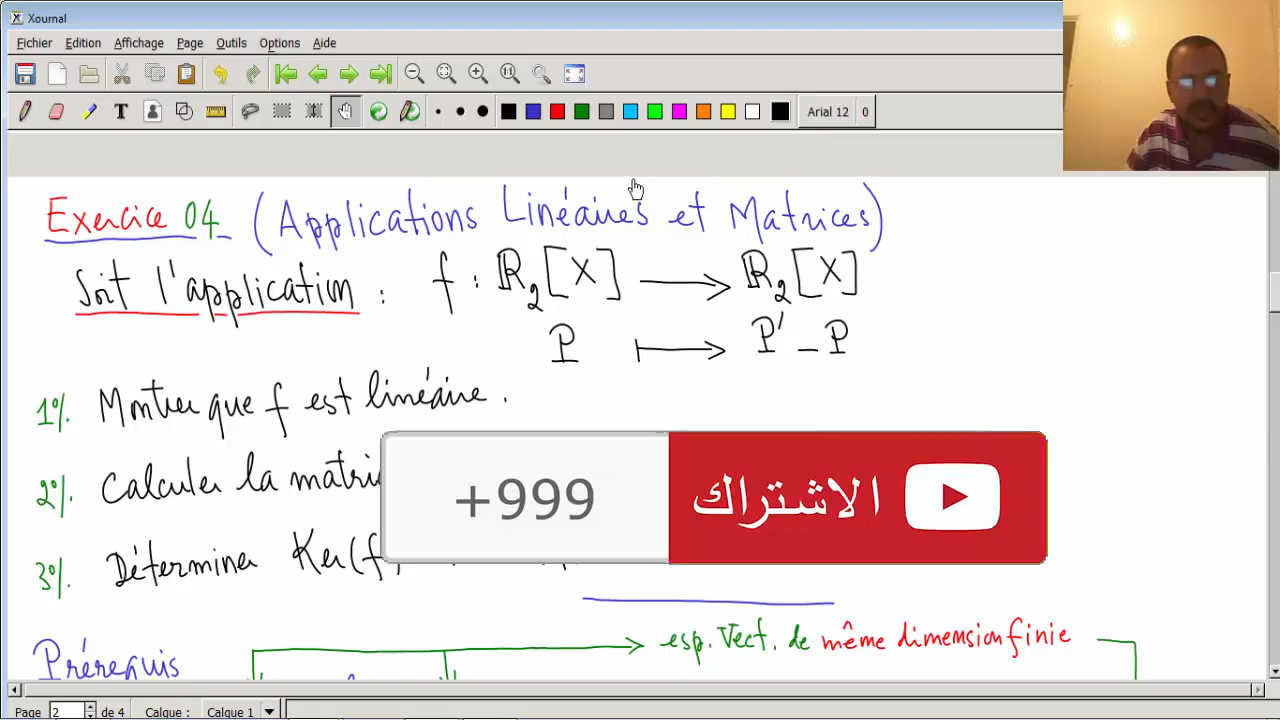 Xournal
Fichier Edition Affichage Page Outils Options Aide
Arial 12 0
Exercice 04 (Applications Linéaires et Matrices)
Soit l'application : f : ℝ₂[X] ⟶ ℝ₂[X]
P ⟼ P' - P
1°/. Montrer que f est linéaire.
2°/. Calculer la matri
+999 الاشتراك
3°/. Déterminer Ker(f)
esp. Vect. de même dimension finie
Prérequis
Page 2 de 4 Calque : Calque 1